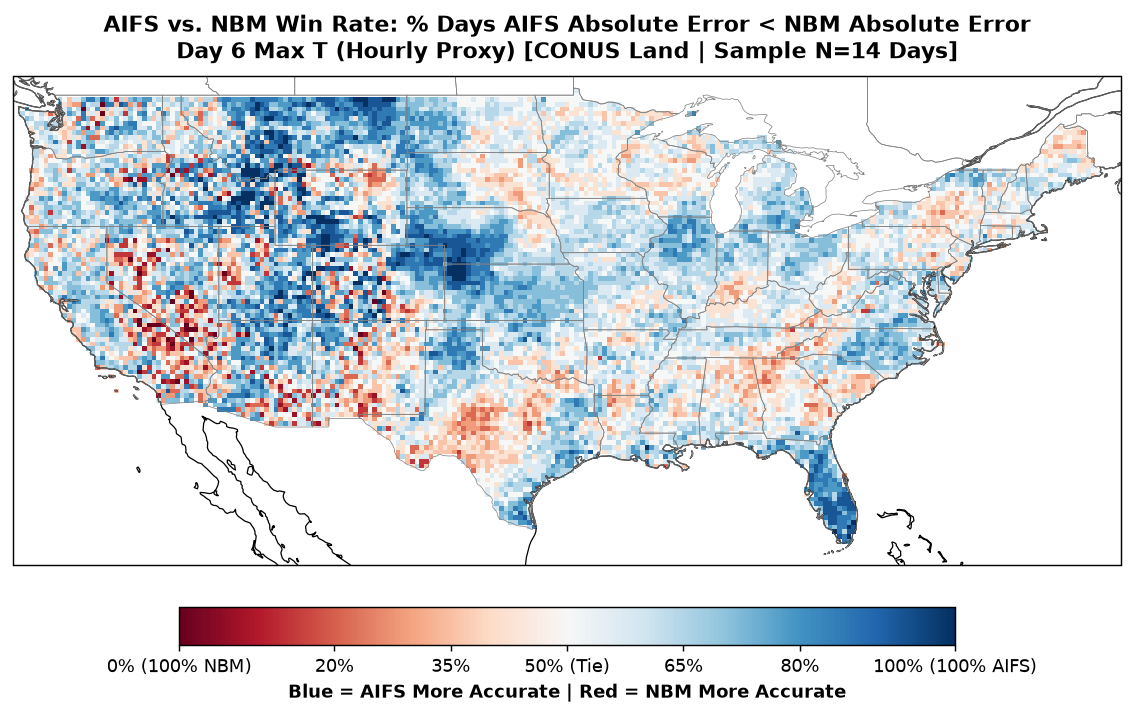 AIFS vs. NBM Win Rate: % Days AIFS Absolute Error < NBM Absolute Error
Day 6 Max T (Hourly Proxy) [CONUS Land | Sample N=14 Days]
0% (100% NBM) 20% 35% 50% (Tie) 65% 80% 100% (100% AIFS)
Blue = AIFS More Accurate | Red = NBM More Accurate